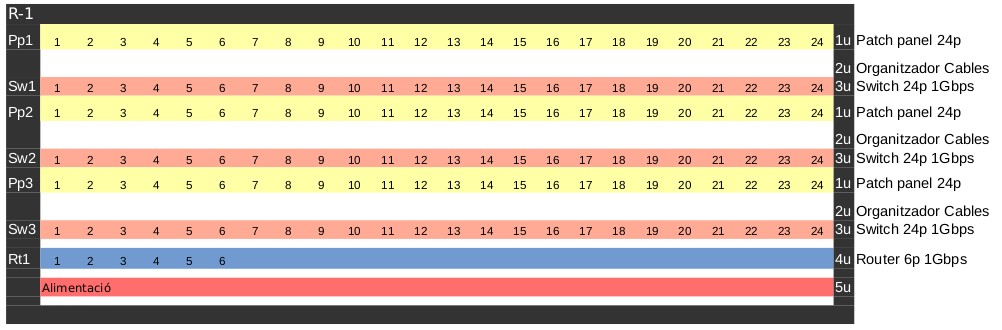 R-1
Pp1 1 2 3 4 5 6 7 8 9 10 11 12 13 14 15 16 17 18 19 20 21 22 23 24 1u Patch panel 24p
2u Organitzador Cables
Sw1 1 2 3 4 5 6 7 8 9 10 11 12 13 14 15 16 17 18 19 20 21 22 23 24 3u Switch 24p 1Gbps
Pp2 1 2 3 4 5 6 7 8 9 10 11 12 13 14 15 16 17 18 19 20 21 22 23 24 1u Patch panel 24p
2u Organitzador Cables
Sw2 1 2 3 4 5 6 7 8 9 10 11 12 13 14 15 16 17 18 19 20 21 22 23 24 3u Switch 24p 1Gbps
Pp3 1 2 3 4 5 6 7 8 9 10 11 12 13 14 15 16 17 18 19 20 21 22 23 24 1u Patch panel 24p
2u Organitzador Cables
Sw3 1 2 3 4 5 6 7 8 9 10 11 12 13 14 15 16 17 18 19 20 21 22 23 24 3u Switch 24p 1Gbps
Rt1 1 2 3 4 5 6 4u Router 6p 1Gbps
Alimentació 5u